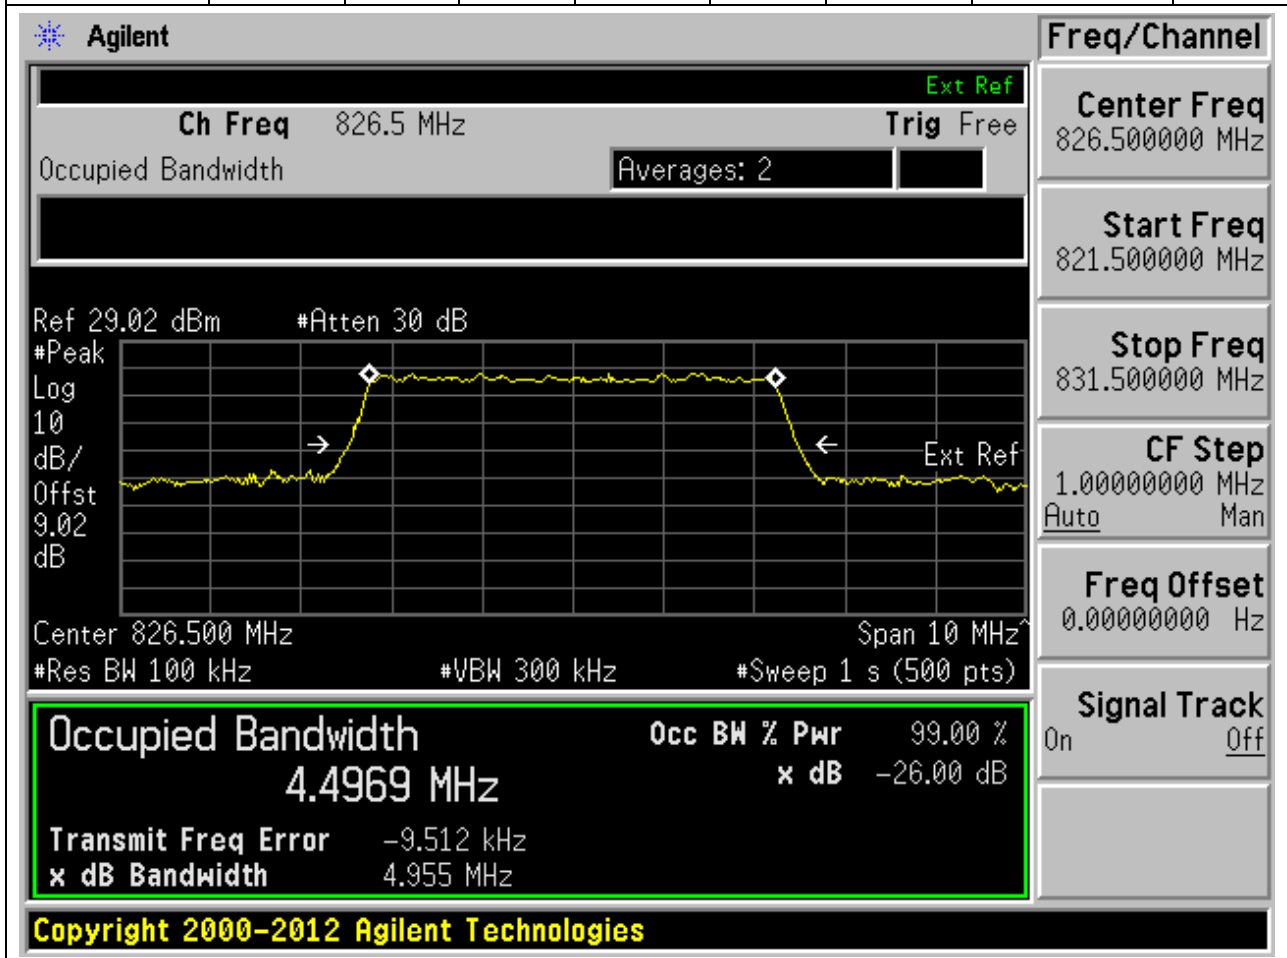 Agilent
Freq/Channel
Ext Ref
Ch Freq 826.5 MHz Trig Free
Occupied Bandwidth Averages: 2
Center Freq
826.500000 MHz
Start Freq
821.500000 MHz
Stop Freq
831.500000 MHz
CF Step
1.00000000 MHz
Auto Man
Freq Offset
0.00000000 Hz
Signal Track
On Off
Ref 29.02 dBm #Atten 30 dB
#Peak
Log
10
dB/
Offst
9.02
dB
Ext Ref
Center 826.500 MHz Span 10 MHz^
#Res BW 100 kHz #VBW 300 kHz #Sweep 1 s (500 pts)
Occupied Bandwidth Occ BW % Pwr 99.00 %
4.4969 MHz x dB -26.00 dB
Transmit Freq Error -9.512 kHz
x dB Bandwidth 4.955 MHz
Copyright 2000-2012 Agilent Technologies